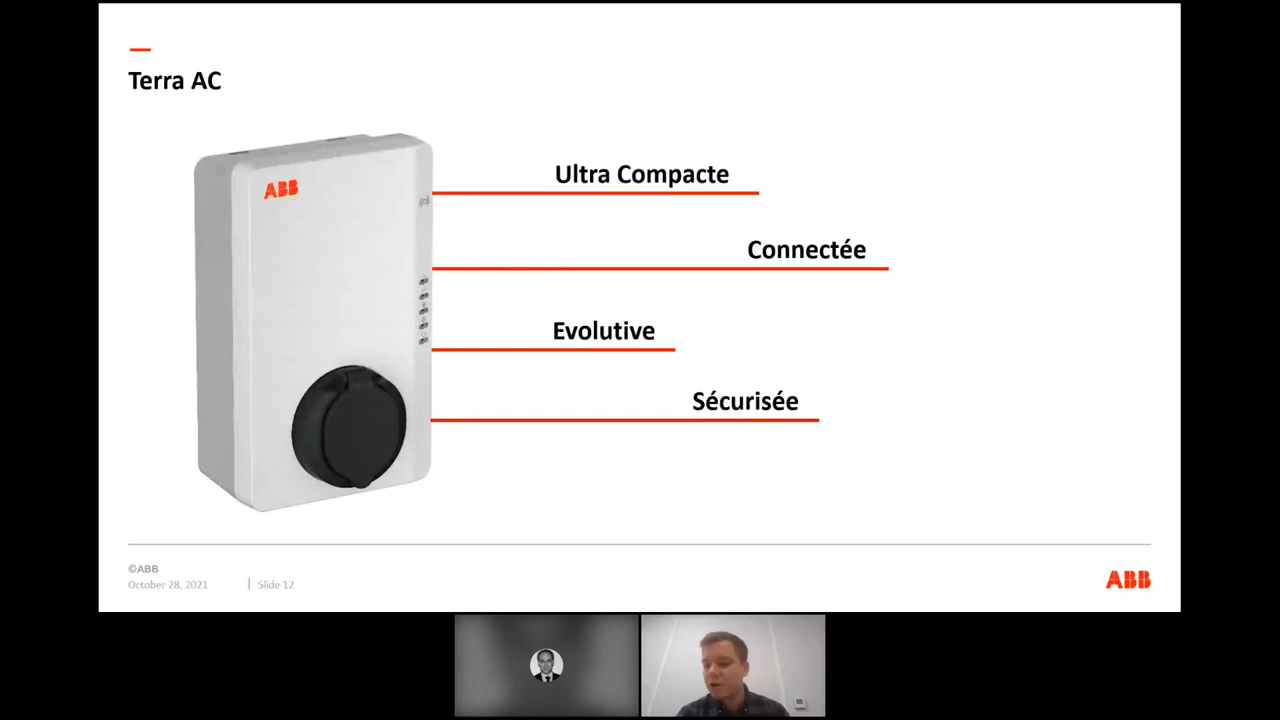 Terra AC
ABB
Ultra Compacte
Connectée
Evolutive
Sécurisée
©ABB
October 28, 2021 | Slide 12
ABB